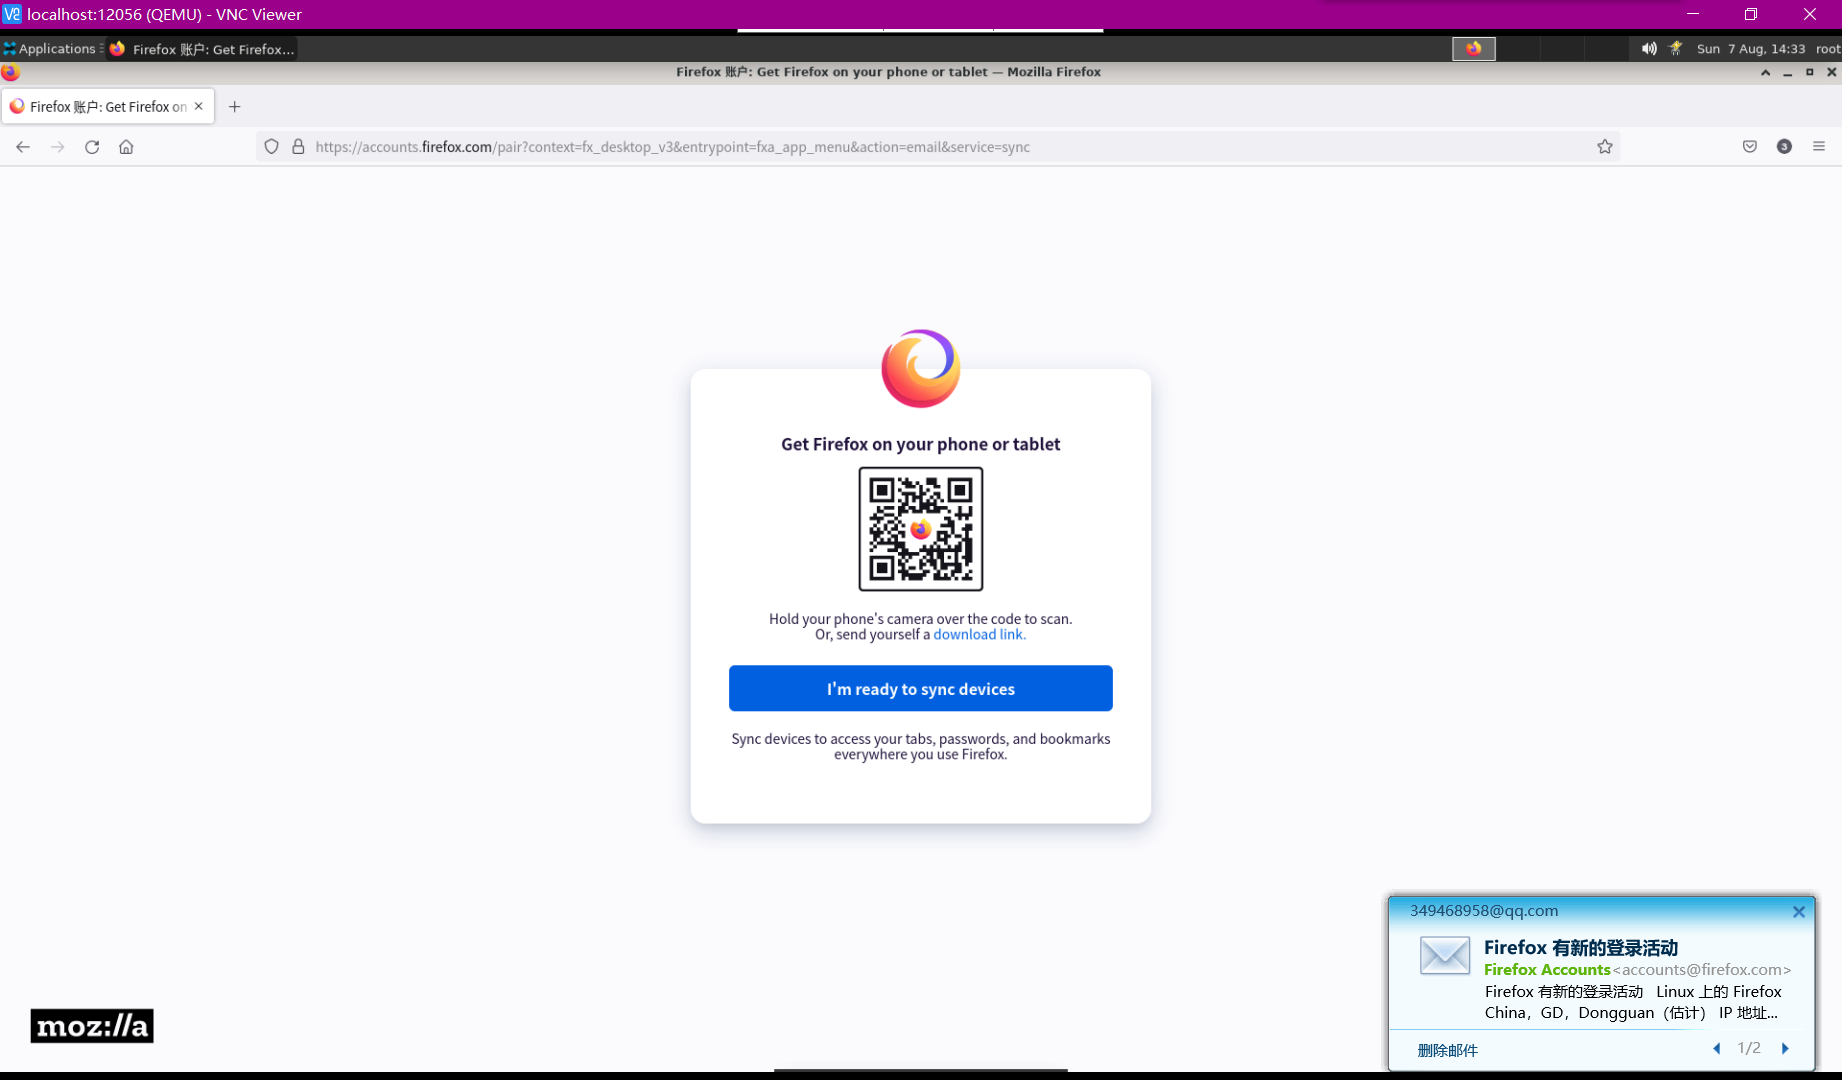 localhost:12056 (QEMU) - VNC Viewer
Applications
Firefox 账户: Get Firefox...
Sun 7 Aug, 14:33 root
Firefox 账户: Get Firefox on your phone or tablet — Mozilla Firefox
Firefox 账户: Get Firefox on
https://accounts.firefox.com/pair?context=fx_desktop_v3&entrypoint=fxa_app_menu&action=email&service=sync
3
Get Firefox on your phone or tablet
Hold your phone's camera over the code to scan.
Or, send yourself a download link.
I'm ready to sync devices
Sync devices to access your tabs, passwords, and bookmarks
everywhere you use Firefox.
moz://a
349468958@qq.com
Firefox 有新的登录活动
Firefox Accounts<accounts@firefox.com>
Firefox 有新的登录活动 Linux 上的 Firefox
China，GD，Dongguan（估计） IP 地址...
删除邮件
1/2